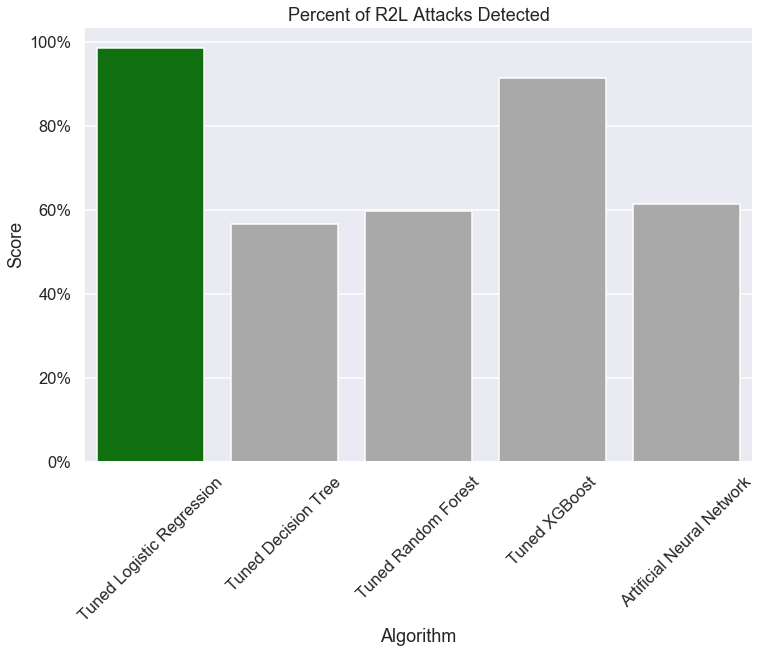 Percent of R2L Attacks Detected
100%
80%
60%
40%
20%
0%
Score
Tuned Logistic Regression
Tuned Decision Tree
Tuned Random Forest
Tuned XGBoost
Artificial Neural Network
Algorithm